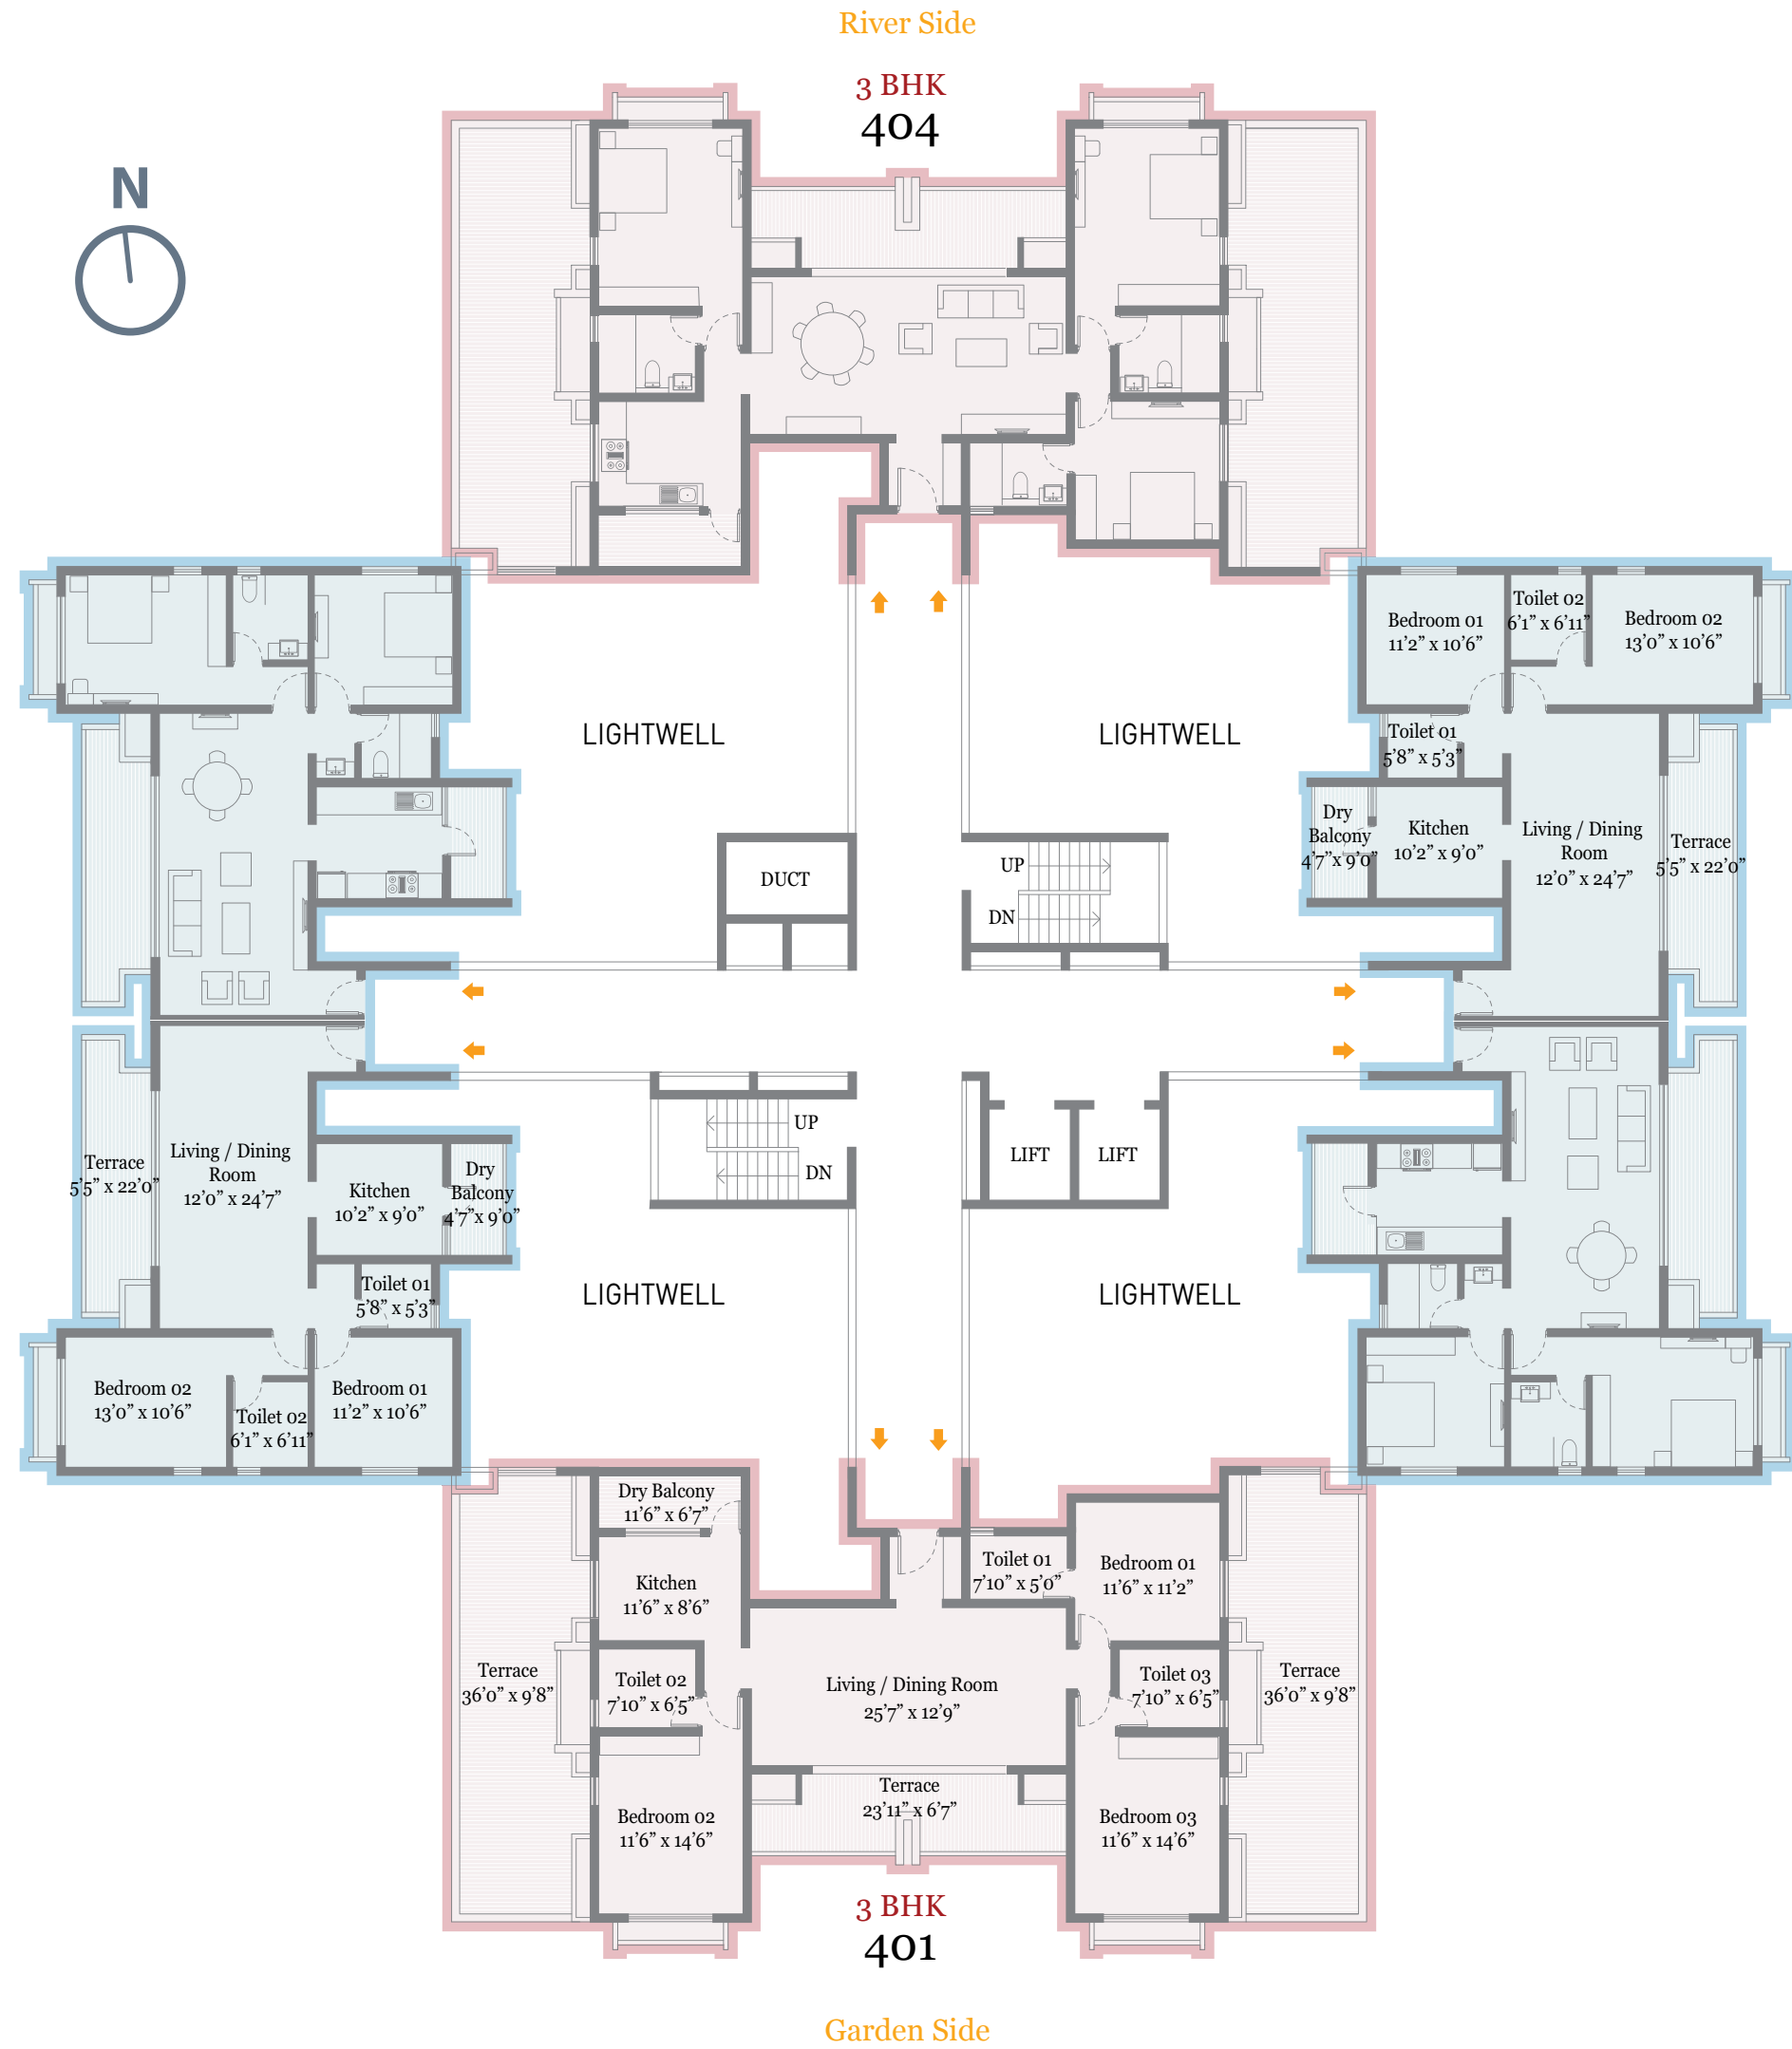 River Side
3 BHK
404
N
Bedroom 01
11’2” x 10’6”
Toilet 02
6’1” x 6’11”
Bedroom 02
13’0” x 10’6”
LIGHTWELL
LIGHTWELL
Toilet 01
5’8” x 5’3”
Dry
Balcony
4’7”x 9’0”
Kitchen
10’2” x 9’0”
Living / Dining
Room
12’0” x 24’7”
Terrace
5’5” x 22’0”
DUCT
UP
DN
UP
DN
LIFT
LIFT
Terrace
5’5” x 22’0”
Living / Dining
Room
12’0” x 24’7”
Kitchen
10’2” x 9’0”
Dry
Balcony
4’7”x 9’0”
Toilet 01
5’8” x 5’3”
LIGHTWELL
LIGHTWELL
Bedroom 02
13’0” x 10’6”
Toilet 02
6’1” x 6’11”
Bedroom 01
11’2” x 10’6”
Dry Balcony
11’6” x 6’7”
Kitchen
11’6” x 8’6”
Toilet 01
7’10” x 5’0”
Bedroom 01
11’6” x 11’2”
Terrace
36’0” x 9’8”
Toilet 02
7’10” x 6’5”
Living / Dining Room
25’7” x 12’9”
Toilet 03
7’10” x 6’5”
Terrace
36’0” x 9’8”
Terrace
23’11” x 6’7”
Bedroom 02
11’6” x 14’6”
Bedroom 03
11’6” x 14’6”
3 BHK
401
Garden Side